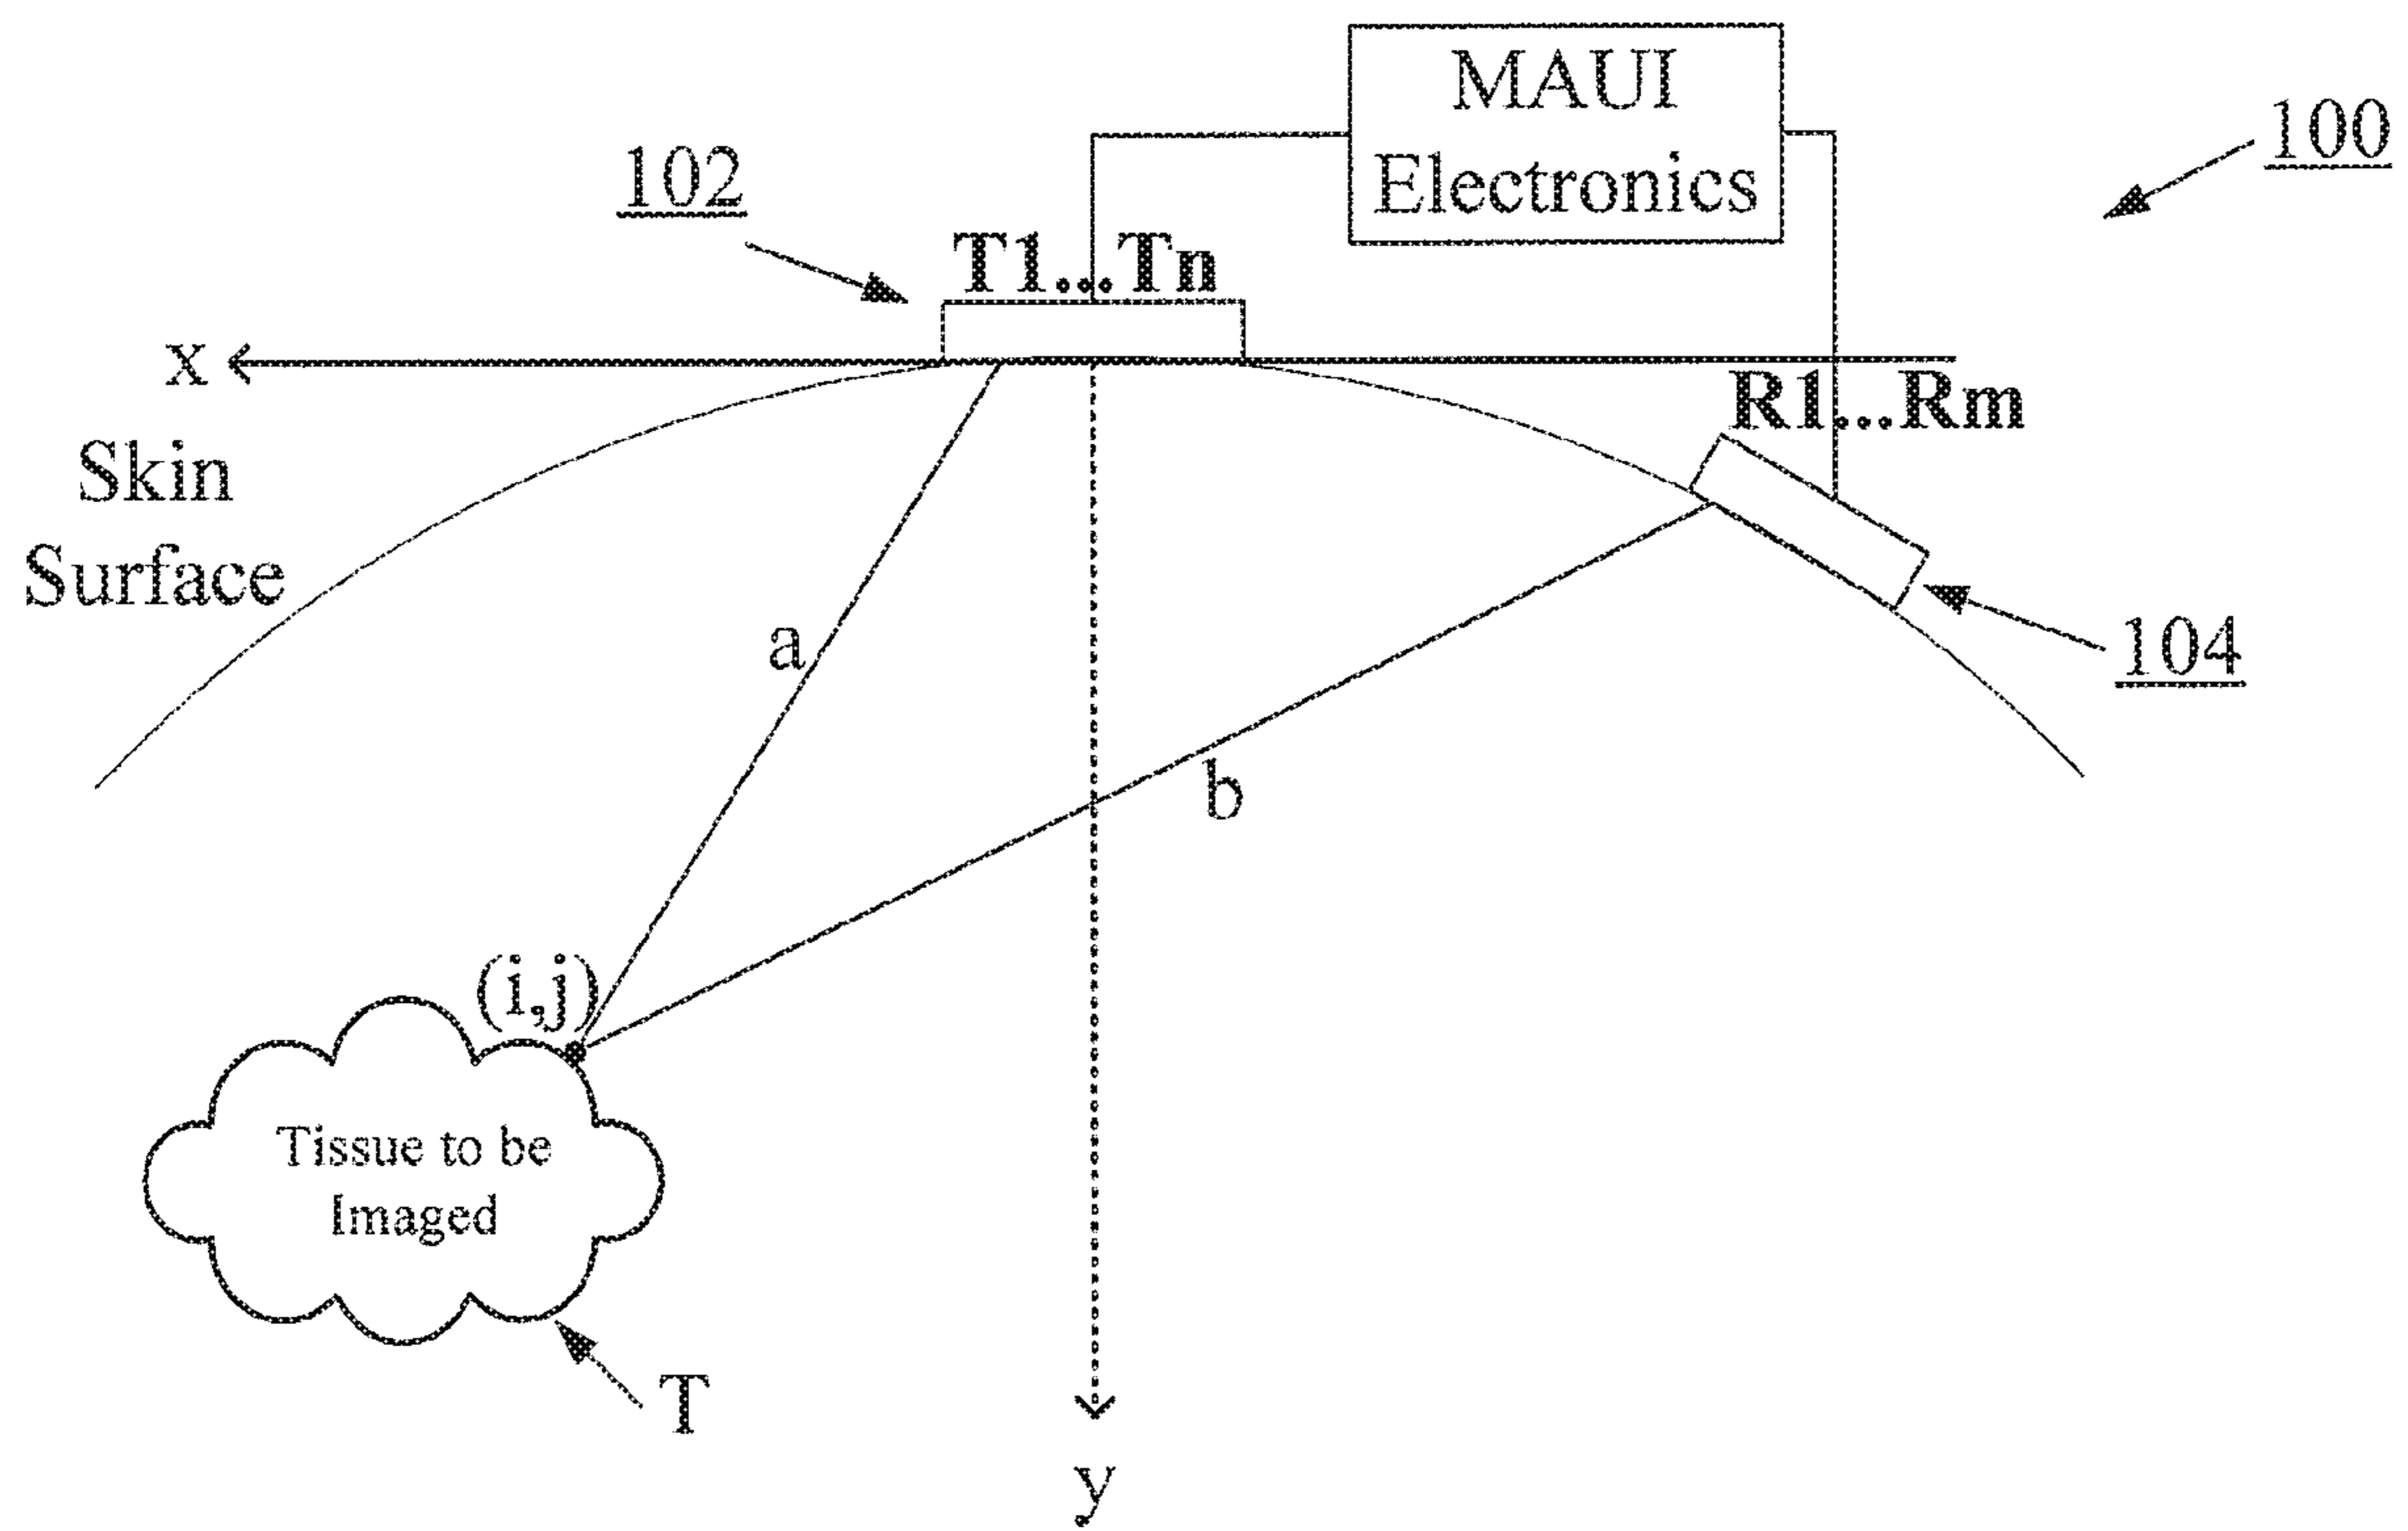 MAUI
Electronics
100
102
T1...Tn
x
R1...Rm
Skin
Surface
a
104
b
(i,j)
Tissue to be
Imaged
T
y